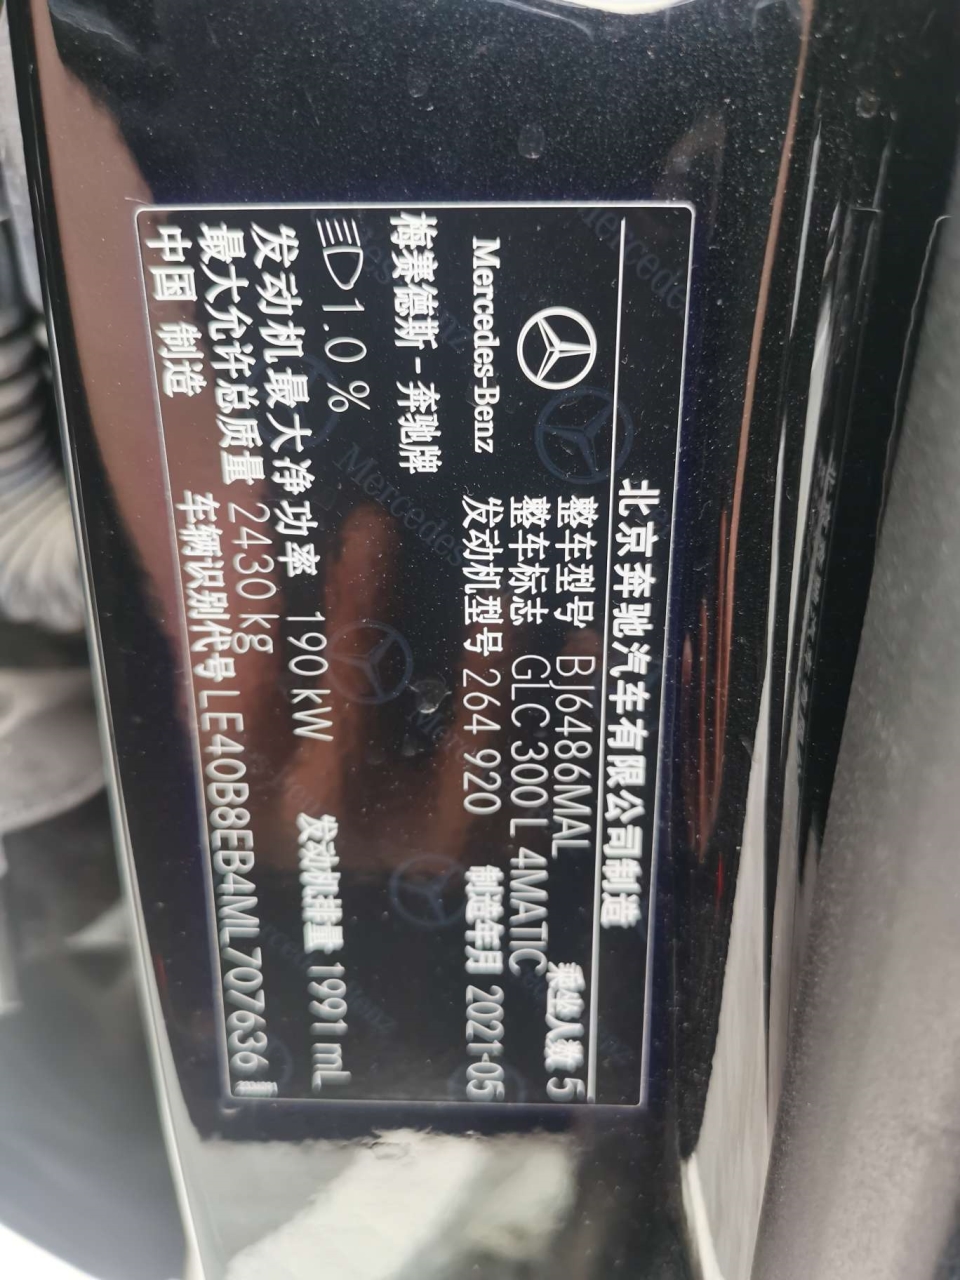 北京奔驰汽车有限公司制造
整车型号 BJ6486MAL 乘坐人数 5
整车标志 GLC 300 L 4MATIC
发动机型号 264 920 制造年月 2021-05
Mercedes-Benz
梅赛德斯-奔驰牌
1.0 %
发动机最大净功率 190 kW 发动机排量 1991 mL
最大允许总质量 2430 kg
中国 制造 车辆识别代号 LE40B8EB4ML707636